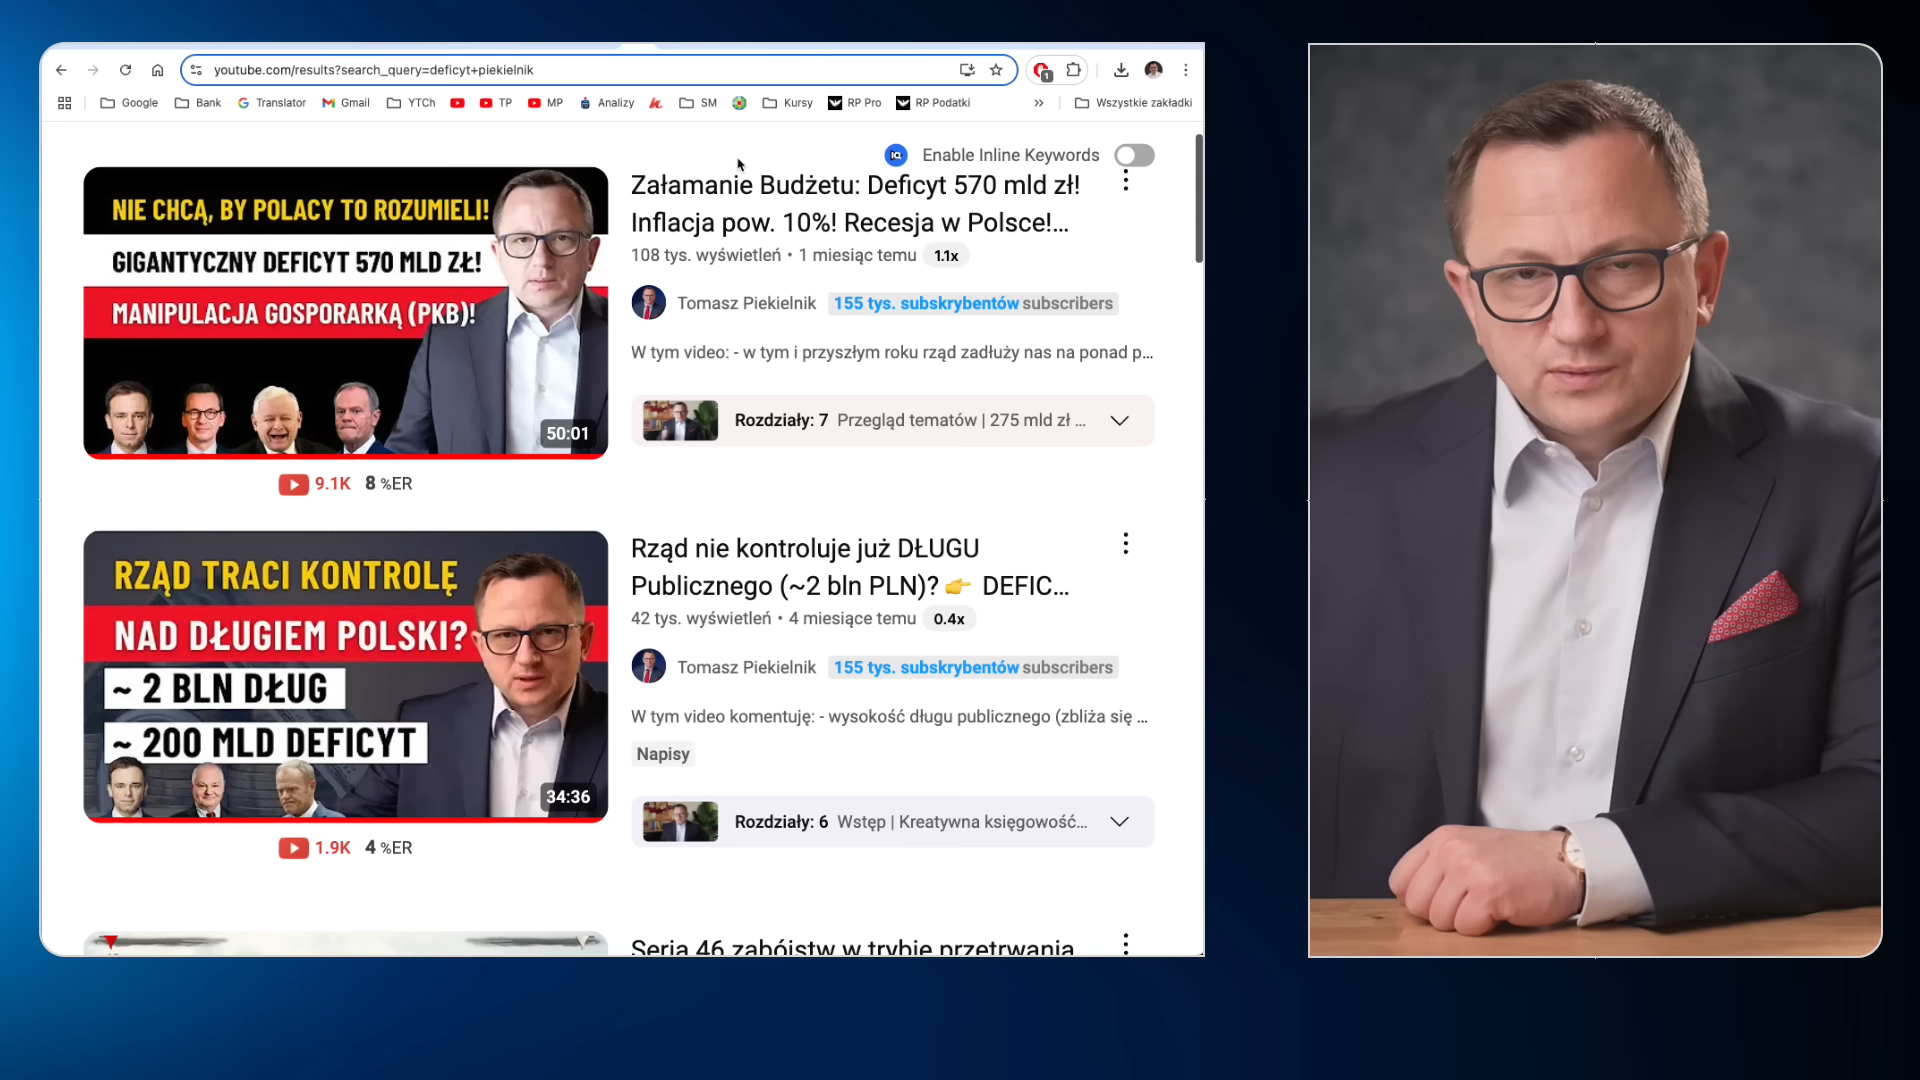 youtube.com/results?search_query=deficyt+piekielnik
1
Google
Bank
Translator
Gmail
YTCh
TP
MP
Analizy
SM
Kursy
RP Pro
RP Podatki
»
Wszystkie zakładki
Enable Inline Keywords
NIE CHCĄ, BY POLACY TO ROZUMIELI!
GIGANTYCZNY DEFICYT 570 MLD ZŁ!
MANIPULACJA GOSPORARKĄ (PKB)!
50:01
9.1K 8 %ER
Załamanie Budżetu: Deficyt 570 mld zł!
Inflacja pow. 10%! Recesja w Polsce!...
108 tys. wyświetleń • 1 miesiąc temu 1.1x
Tomasz Piekielnik 155 tys. subskrybentów subscribers
W tym video: - w tym i przyszłym roku rząd zadłuży nas na ponad p...
Rozdziały: 7 Przegląd tematów | 275 mld zł ...
RZĄD TRACI KONTROLĘ
NAD DŁUGIEM POLSKI?
~ 2 BLN DŁUG
~ 200 MLD DEFICYT
34:36
1.9K 4 %ER
Rząd nie kontroluje już DŁUGU
Publicznego (~2 bln PLN)? 👉 DEFIC...
42 tys. wyświetleń • 4 miesiące temu 0.4x
Tomasz Piekielnik 155 tys. subskrybentów subscribers
W tym video komentuję: - wysokość długu publicznego (zbliża się ...
Napisy
Rozdziały: 6 Wstęp | Kreatywna księgowość...
Seria 46 zabójstw w trybie przetrwania